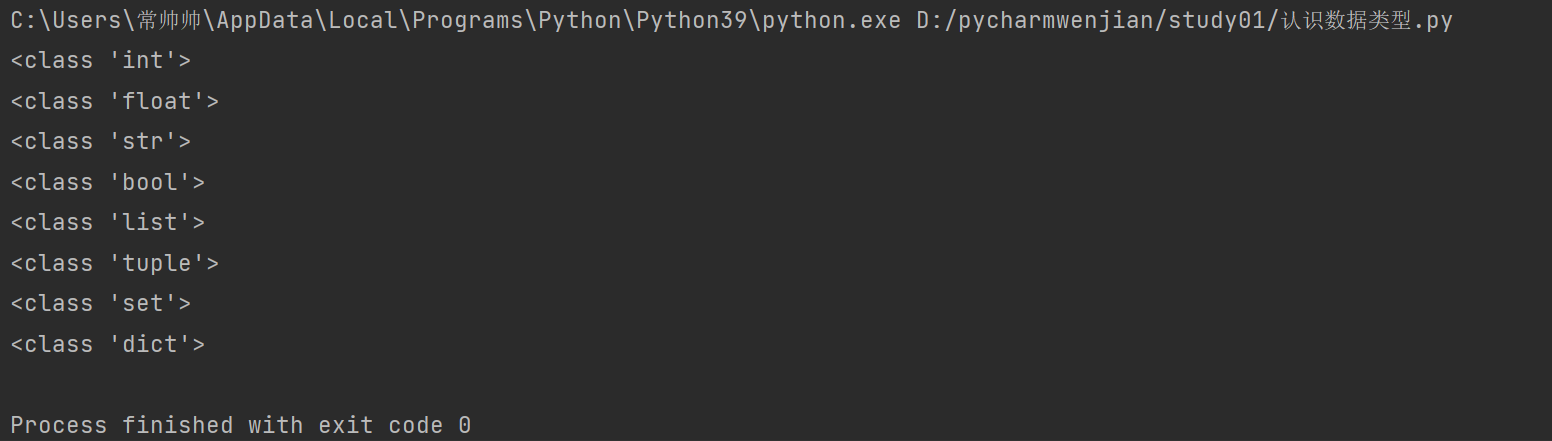 C:\Users\常帅帅\AppData\Local\Programs\Python\Python39\python.exe D:/pycharmwenjian/study01/认识数据类型.py
<class 'int'>
<class 'float'>
<class 'str'>
<class 'bool'>
<class 'list'>
<class 'tuple'>
<class 'set'>
<class 'dict'>
Process finished with exit code 0